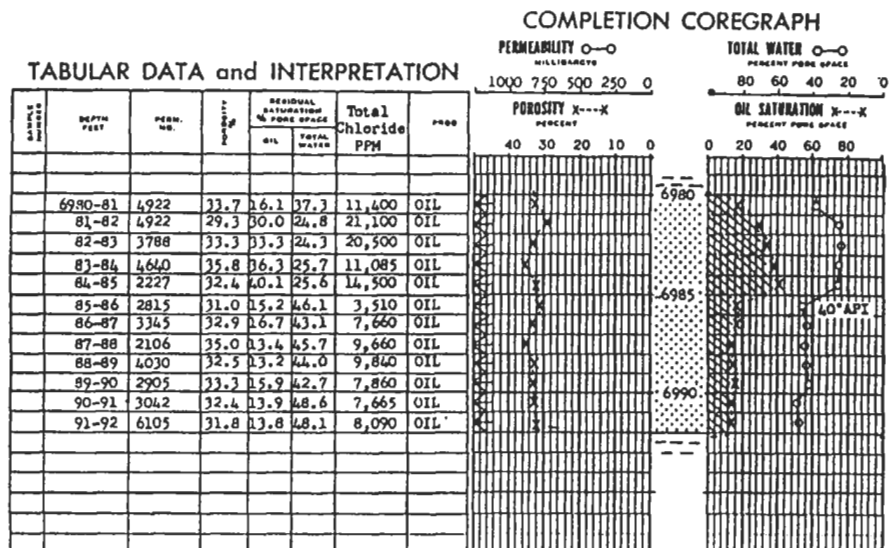 COMPLETION COREGRAPH
PERMEABILITY O—O
MILLIDARCYS
TOTAL WATER O—O
PERCENT PORE SPACE
TABULAR DATA and INTERPRETATION
1000 750 500 250 0
80 60 40 20 0
POROSITY X----X
PERCENT
OIL SATURATION X---X
PERCENT PORE SPACE
40 30 20 10 0
0 20 40 60 80
SAMPLE NUMBER DEPTH FEET PERM. MD. POROSITY % RESIDUAL SATURATION % PORE SPACE OIL TOTAL WATER Total Chloride PPM PROD
6980-81 4922 33.7 16.1 37.3 11,400 OIL
81-82 4922 29.3 30.0 24.8 21,100 OIL
82-83 3788 33.3 33.3 24.3 20,500 OIL
83-84 4640 35.8 36.3 25.7 11,085 OIL
84-85 2227 32.4 40.1 25.6 14,500 OIL
85-86 2815 31.0 15.2 46.1 3,510 OIL
86-87 3345 32.9 16.7 43.1 7,660 OIL
87-88 2106 35.0 13.4 45.7 9,660 OIL
88-89 4030 32.5 13.2 44.0 9,840 OIL
89-90 2905 33.3 15.9 42.7 7,860 OIL
90-91 3042 32.4 13.9 48.6 7,665 OIL
91-92 6105 31.8 13.8 48.1 8,090 OIL
6980
6985
40°API
6990